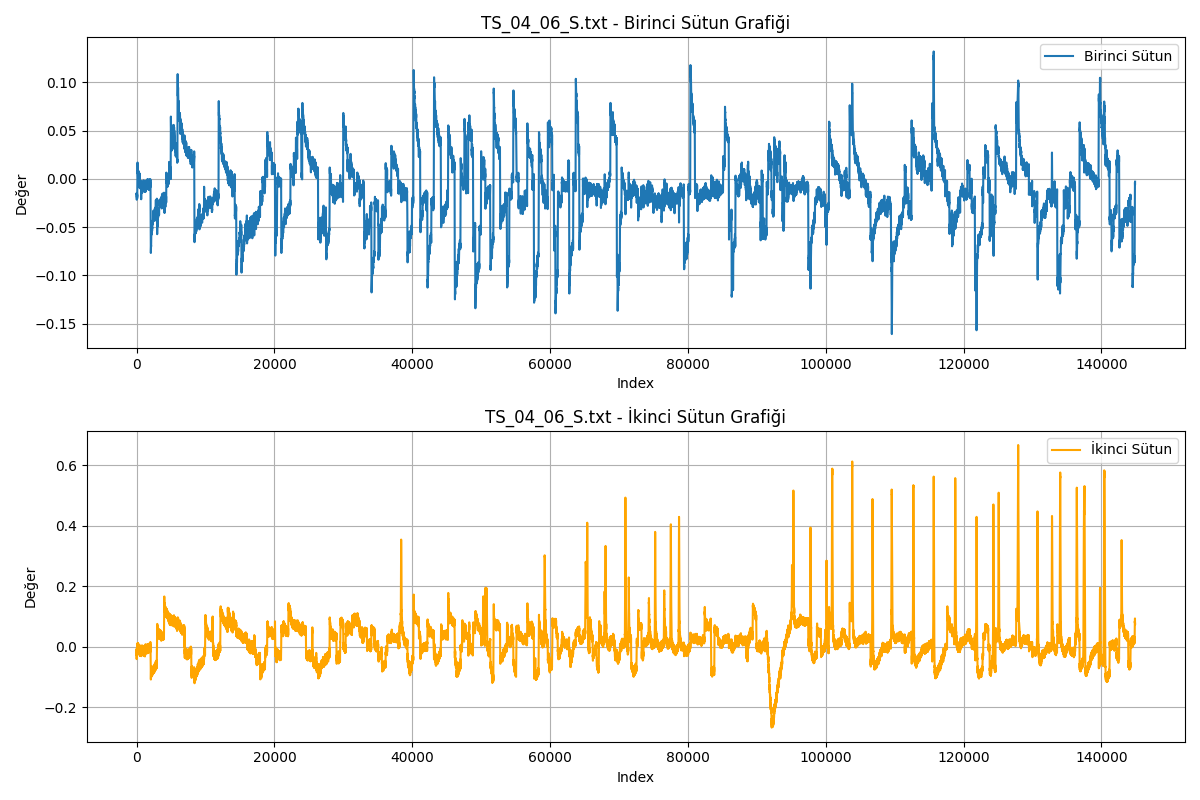 TS_04_06_S.txt - Birinci Sütun Grafiği
Birinci Sütun
Değer
0.10
0.05
0.00
−0.05
−0.10
−0.15
0 20000 40000 60000 80000 100000 120000 140000
Index
TS_04_06_S.txt - İkinci Sütun Grafiği
İkinci Sütun
Değer
0.6
0.4
0.2
0.0
−0.2
0 20000 40000 60000 80000 100000 120000 140000
Index